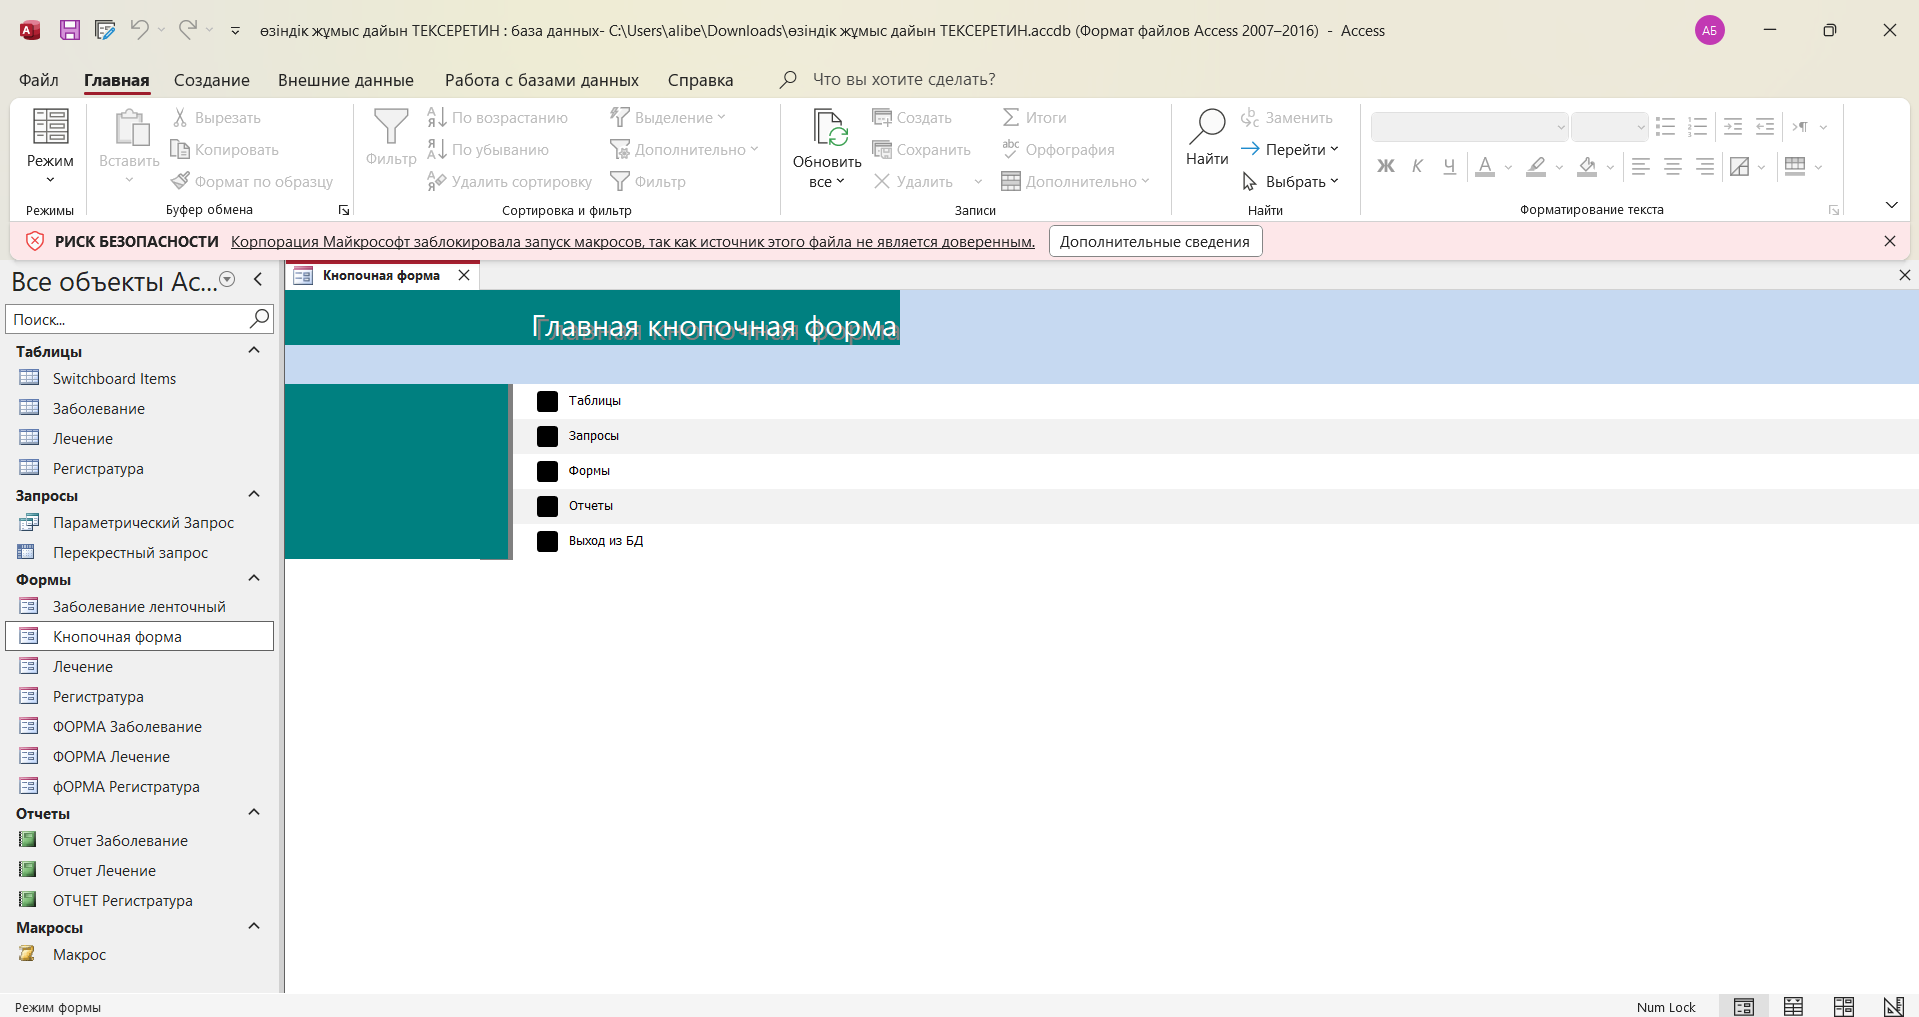 өзіндік жұмыс дайын ТЕКСЕРЕТИН : база данных- C:\Users\alibe\Downloads\өзіндік жұмыс дайын ТЕКСЕРЕТИН.accdb (Формат файлов Access 2007–2016) - Access
АБ
Файл Главная Создание Внешние данные Работа с базами данных Справка Что вы хотите сделать?
Режим
Режимы
Вставить
Вырезать
Копировать
Формат по образцу
Буфер обмена
Фильтр
По возрастанию
По убыванию
Удалить сортировку
Выделение
Дополнительно
Фильтр
Сортировка и фильтр
Обновить
все
Создать
Сохранить
Удалить
Итоги
Орфография
Дополнительно
Записи
Найти
Заменить
Перейти
Выбрать
Найти
Ж К Ч А
Форматирование текста
РИСК БЕЗОПАСНОСТИ Корпорация Майкрософт заблокировала запуск макросов, так как источник этого файла не является доверенным. Дополнительные сведения
Все объекты Ac...
Поиск...
Таблицы
Switchboard Items
Заболевание
Лечение
Регистратура
Запросы
Параметрический Запрос
Перекрестный запрос
Формы
Заболевание ленточный
Кнопочная форма
Лечение
Регистратура
ФОРМА Заболевание
ФОРМА Лечение
фОРМА Регистратура
Отчеты
Отчет Заболевание
Отчет Лечение
ОТЧЕТ Регистратура
Макросы
Макрос
Кнопочная форма
Главная кнопочная форма
Таблицы
Запросы
Формы
Отчеты
Выход из БД
Режим формы
Num Lock